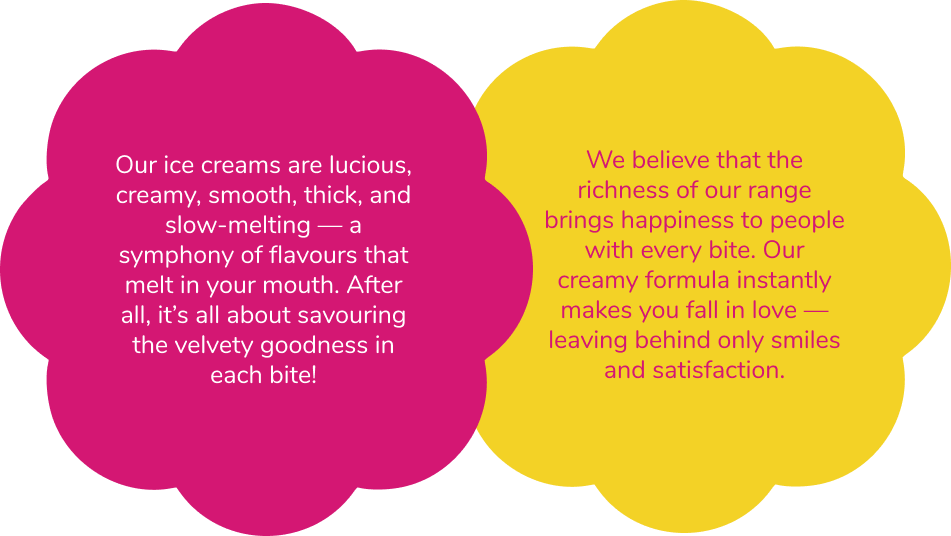 Our ice creams are lucious,
creamy, smooth, thick, and
slow-melting — a
symphony of flavours that
melt in your mouth. After
all, it’s all about savouring
the velvety goodness in
each bite!
We believe that the
richness of our range
brings happiness to people
with every bite. Our
creamy formula instantly
makes you fall in love —
leaving behind only smiles
and satisfaction.